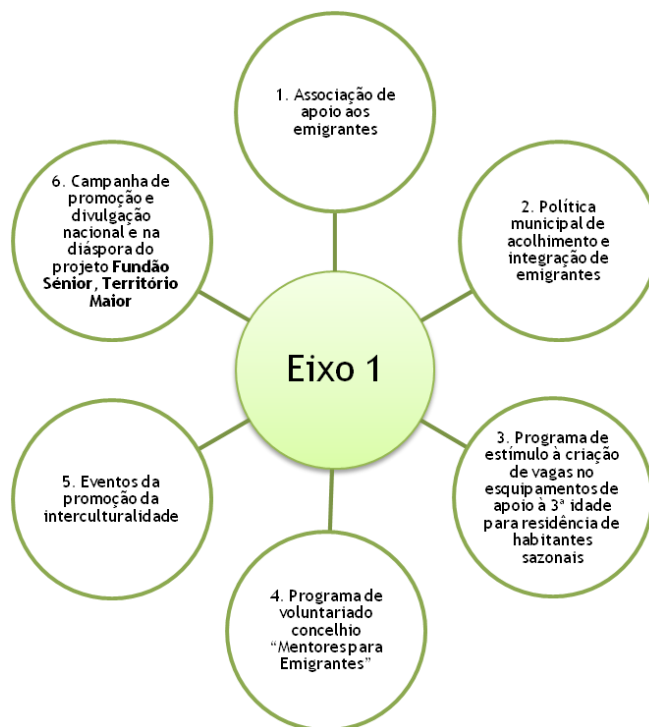 1. Associação de
apoio aos
emigrantes
2. Política
municipal de
acolhimento e
integração de
emigrantes
3. Programa de
estímulo à criação
de vagas no
esquipamentos de
apoio à 3ª idade
para residência de
habitantes
sazonais
4. Programa de
voluntariado
concelhio
“Mentores para
Emigrantes”
5. Eventos da
promoção da
interculturalidade
6. Campanha de
promoção e
divulgação
nacional e na
diáspora do
projeto Fundão
Sénior, Território
Maior
Eixo 1